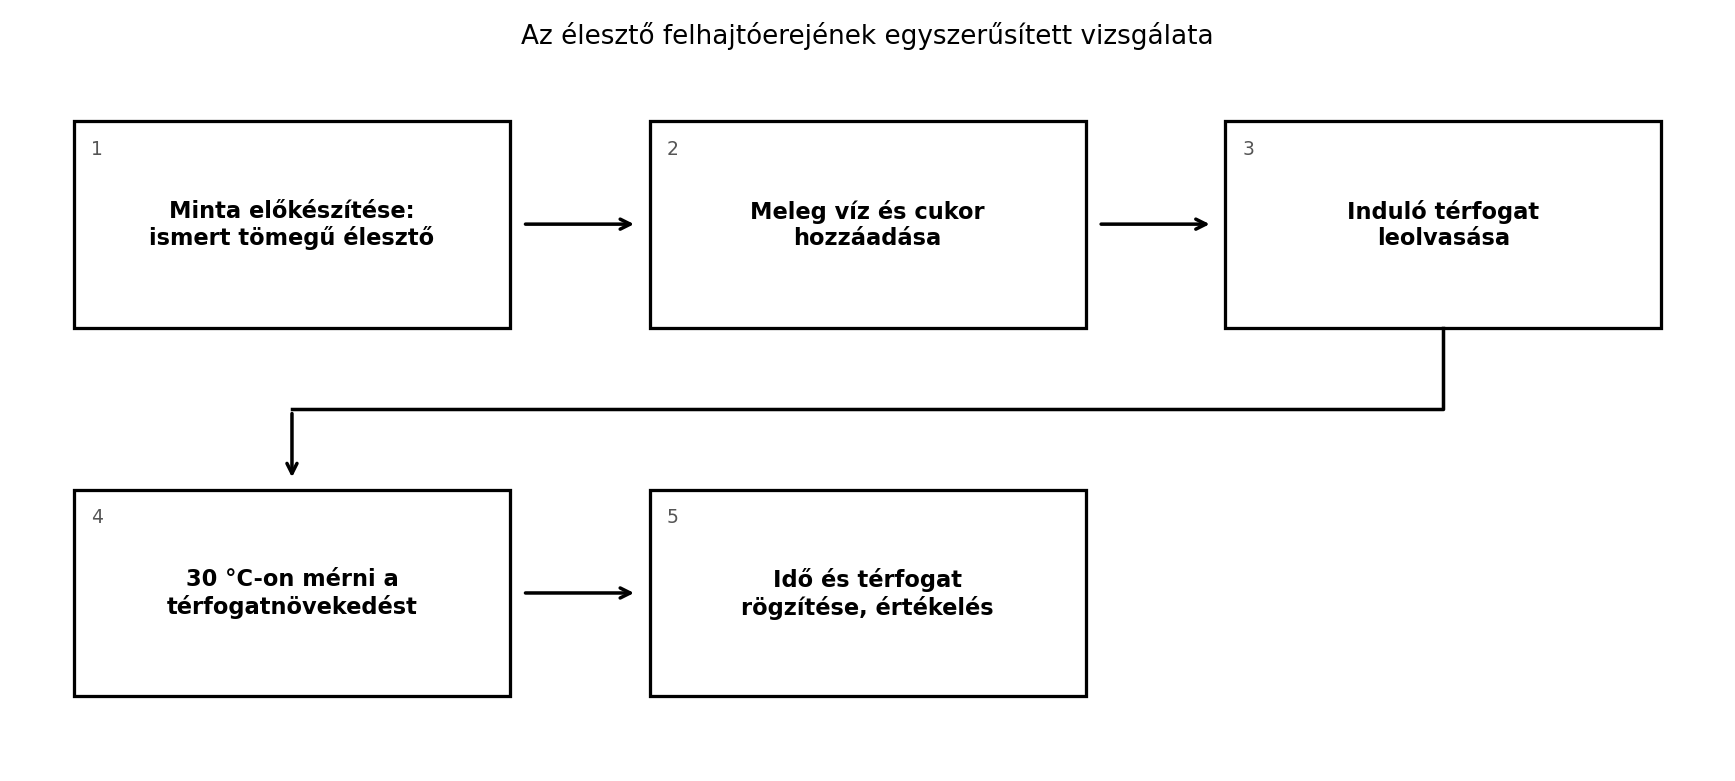 Az élesztő felhajtóerejének egyszerűsített vizsgálata
1
Minta előkészítése:
ismert tömegű élesztő
2
Meleg víz és cukor
hozzáadása
3
Induló térfogat
leolvasása
4
30 °C-on mérni a
térfogatnövekedést
5
Idő és térfogat
rögzítése, értékelés